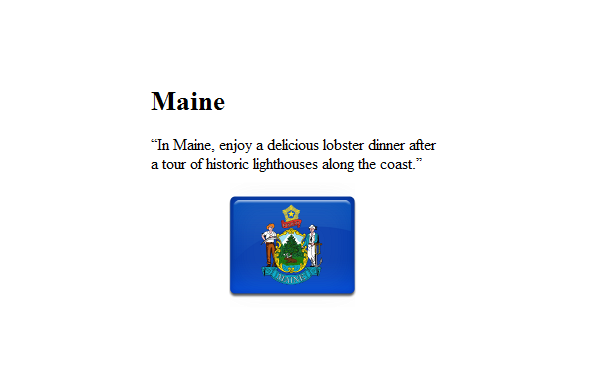 Maine
“In Maine, enjoy a delicious lobster dinner after
a tour of historic lighthouses along the coast.”